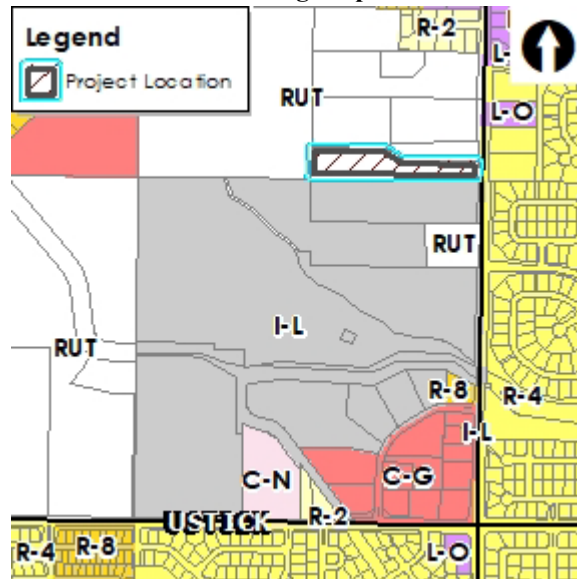 Legend
Project Location
R-2
L-
RUT
L-O
RUT
I-L
RUT
R-8
R-4
I-L
C-N
C-G
R-2
USTICK
R-4
R-8
L-O